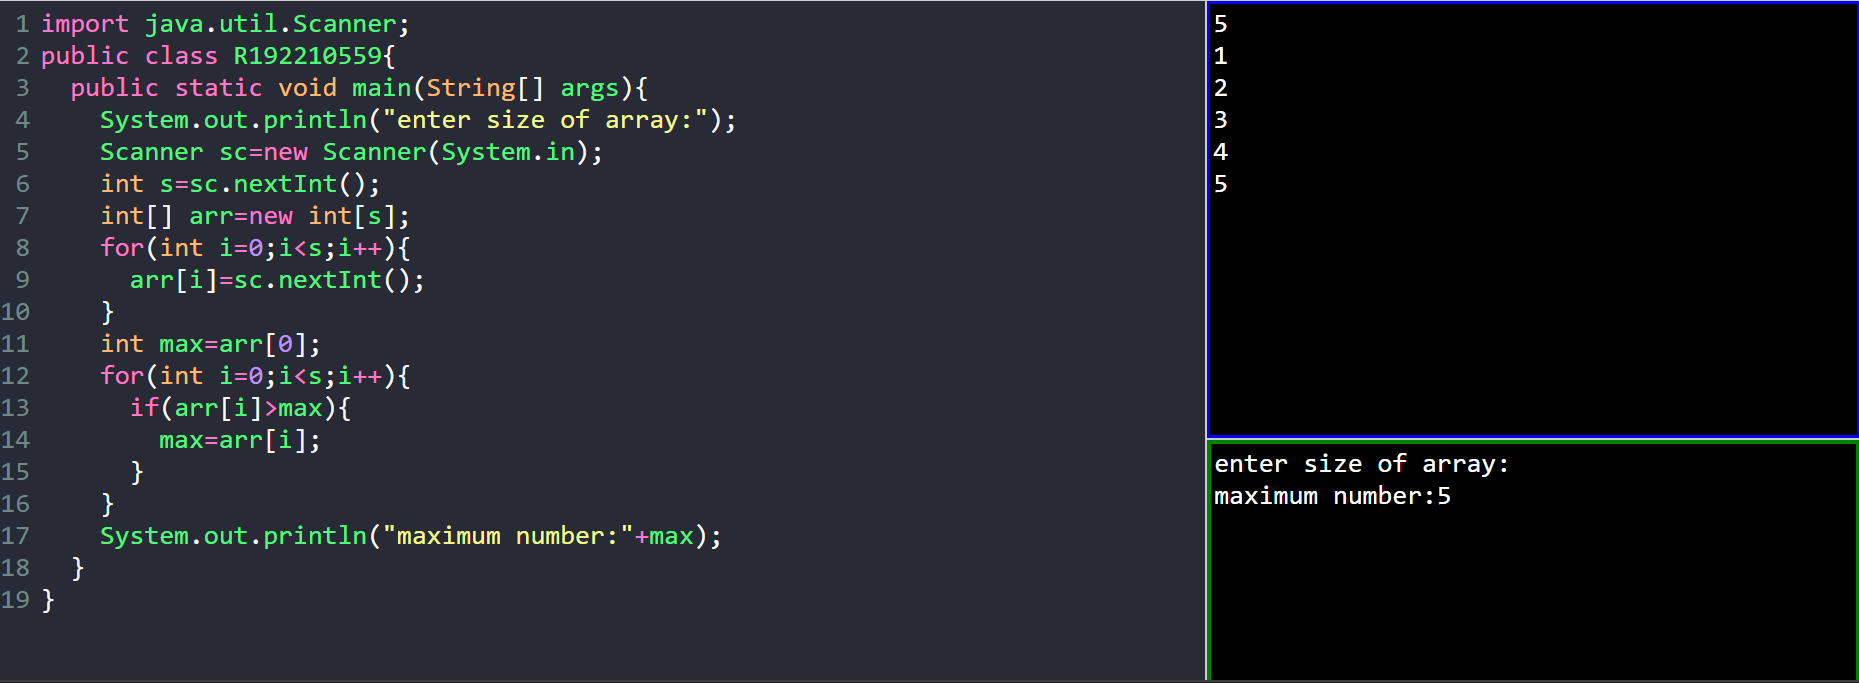 1 import java.util.Scanner;
2 public class R192210559{
3   public static void main(String[] args){
4     System.out.println("enter size of array:");
5     Scanner sc=new Scanner(System.in);
6     int s=sc.nextInt();
7     int[] arr=new int[s];
8     for(int i=0;i<s;i++){
9       arr[i]=sc.nextInt();
10     }
11     int max=arr[0];
12     for(int i=0;i<s;i++){
13       if(arr[i]>max){
14         max=arr[i];
15       }
16     }
17     System.out.println("maximum number:"+max);
18   }
19 }
5
1
2
3
4
5
enter size of array:
maximum number:5